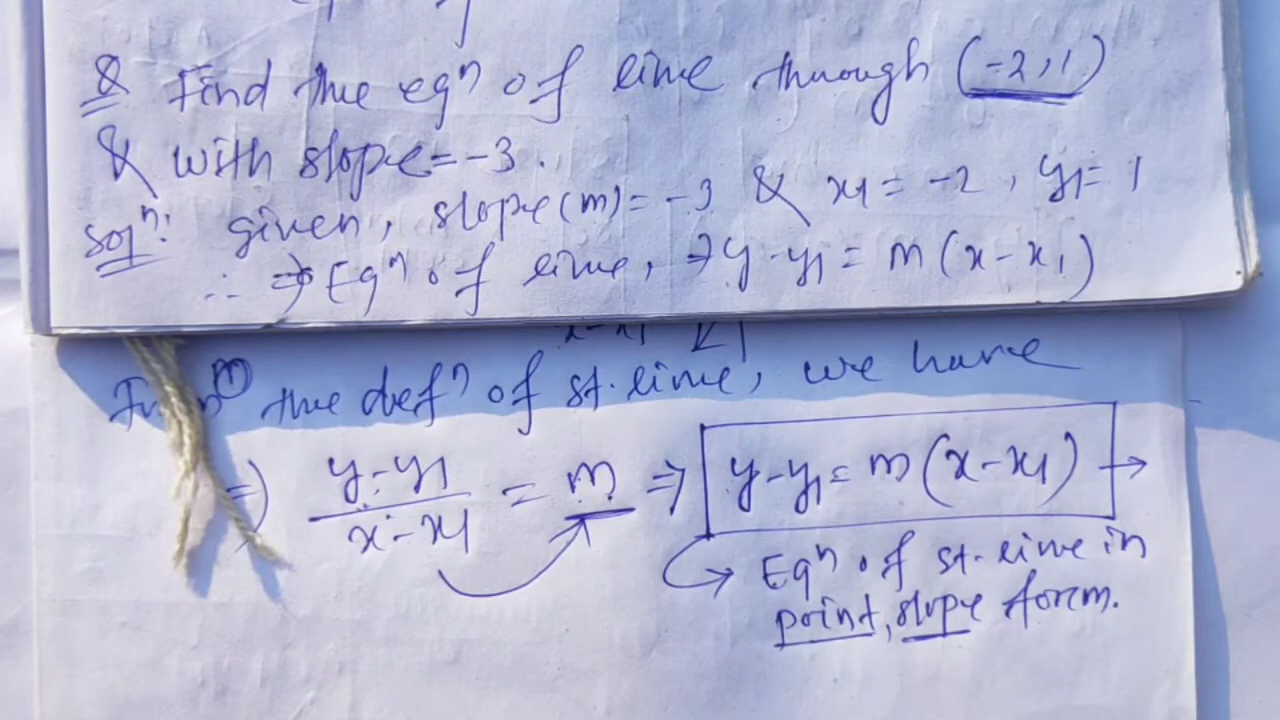 Q Find the eqⁿ of line through (-2,1)
& with slope = -3.
Solⁿ: given, slope(m) = -3 & x₁ = -2, y₁ = 1
∴ ⇒ Eqⁿ of line, ⇒ y - y₁ = m(x - x₁)
x - x₁
the defⁿ of st. line, we have
⇒ y - y₁ / x - x₁ = m ⇒ y - y₁ = m(x - x₁) →
→ Eqⁿ of st. line in
point, slope form.